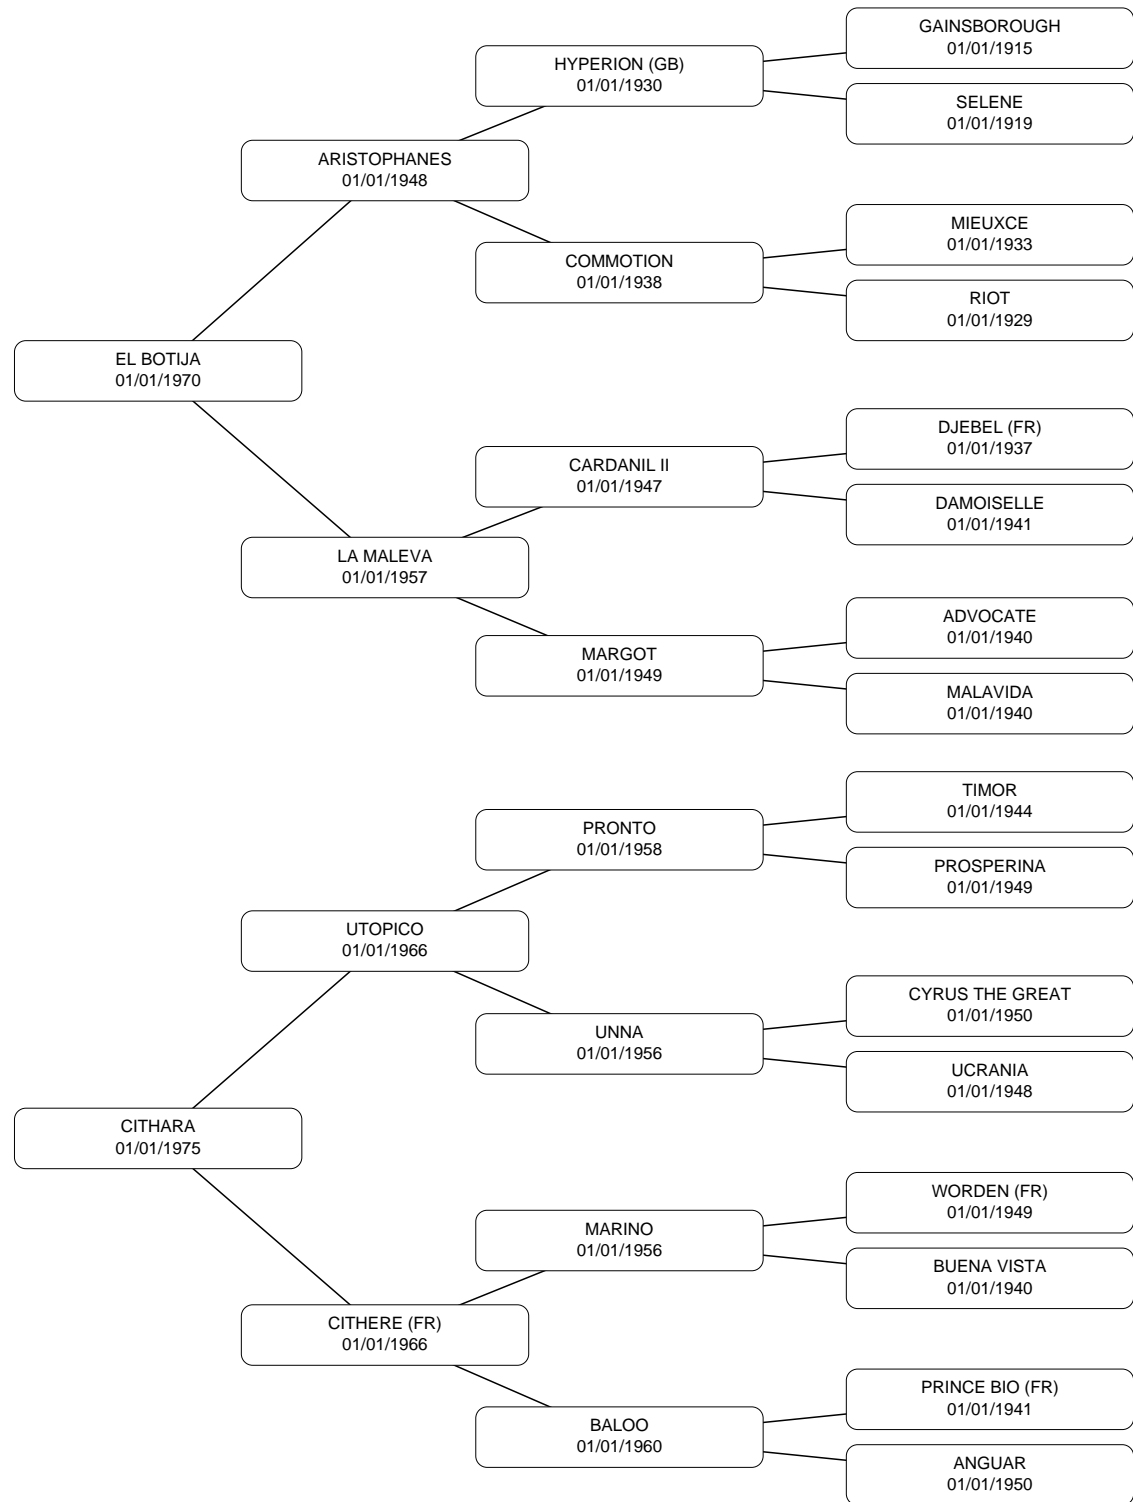 GAINSBOROUGH
01/01/1915
HYPERION (GB)
01/01/1930
SELENE
01/01/1919
ARISTOPHANES
01/01/1948
MIEUXCE
01/01/1933
COMMOTION
01/01/1938
RIOT
01/01/1929
EL BOTIJA
01/01/1970
DJEBEL (FR)
01/01/1937
CARDANIL II
01/01/1947
DAMOISELLE
01/01/1941
LA MALEVA
01/01/1957
ADVOCATE
01/01/1940
MARGOT
01/01/1949
MALAVIDA
01/01/1940
TIMOR
01/01/1944
PRONTO
01/01/1958
PROSPERINA
01/01/1949
UTOPICO
01/01/1966
CYRUS THE GREAT
01/01/1950
UNNA
01/01/1956
UCRANIA
01/01/1948
CITHARA
01/01/1975
WORDEN (FR)
01/01/1949
MARINO
01/01/1956
BUENA VISTA
01/01/1940
CITHERE (FR)
01/01/1966
PRINCE BIO (FR)
01/01/1941
BALOO
01/01/1960
ANGUAR
01/01/1950